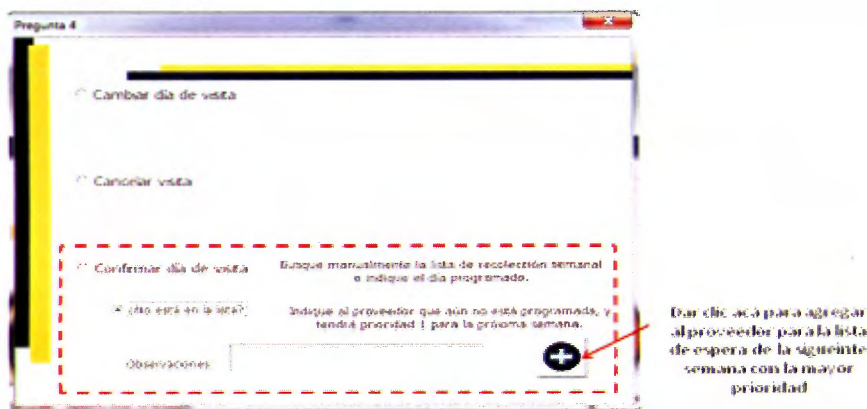 Pregunta 4
Cambiar día de visita
Cancelar visita
Confirmar día de visita
Busque manualmente la lista de recolección semanal
e indique el día programado.
¿No está en la lista?
Indique al proveedor que aún no está programada, y
tendrá prioridad 1 para la próxima semana.
Observaciones
Dar clic acá para agregar
al proveedor para la lista
de espera de la sigueinte
semana con la mayor
prioridad